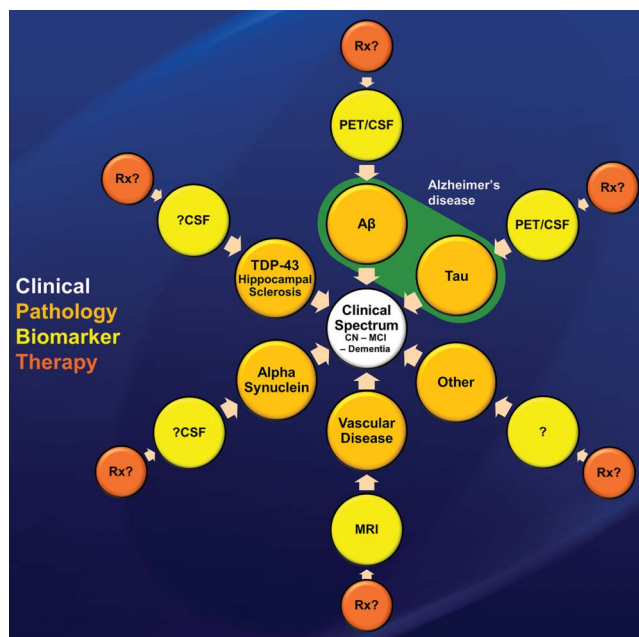 Rx?
PET/CSF
Alzheimer's
disease
Rx?
Rx?
?CSF
Aβ
PET/CSF
TDP-43
Hippocampal
Sclerosis
Tau
Clinical
Pathology
Biomarker
Therapy
Clinical
Spectrum
CN – MCI
– Dementia
Alpha
Synuclein
Other
Vascular
Disease
?CSF
?
Rx?
Rx?
MRI
Rx?